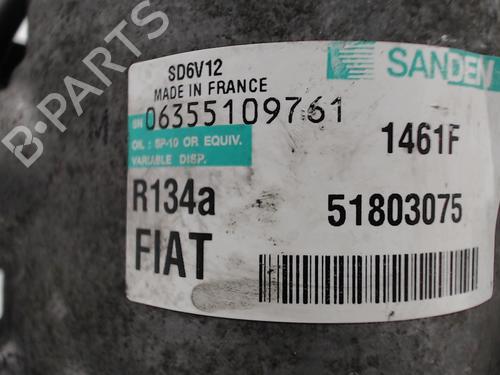 B-PARTS
SD6V12
MADE IN FRANCE
SANDEN
SN 06355109761
OIL : SP-10 OR EQUIV.
VARIABLE DISP.
1461F
R134a
51803075
FIAT